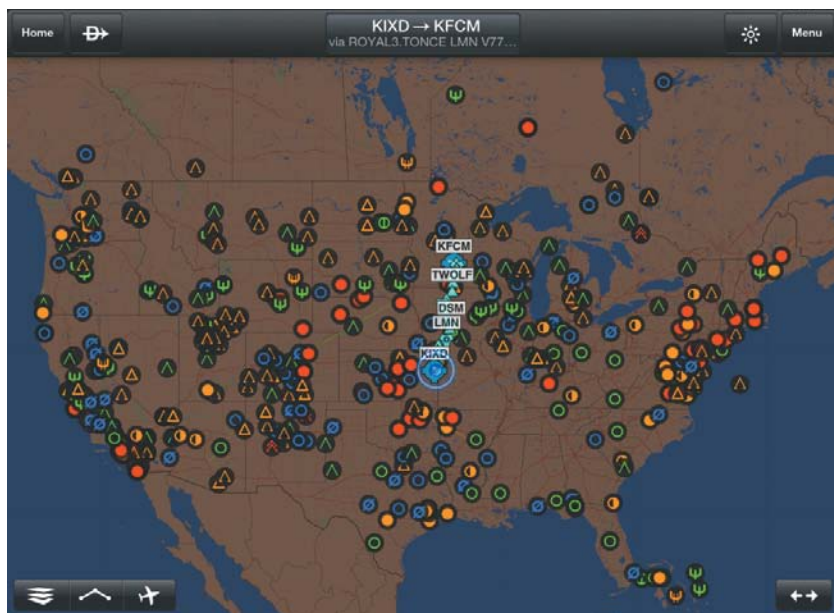 Home
KIXD → KFCM
via ROYAL3.TONCE LMN V77...
Menu
KFCM
TWOLF
DSM
LMN
KIXD